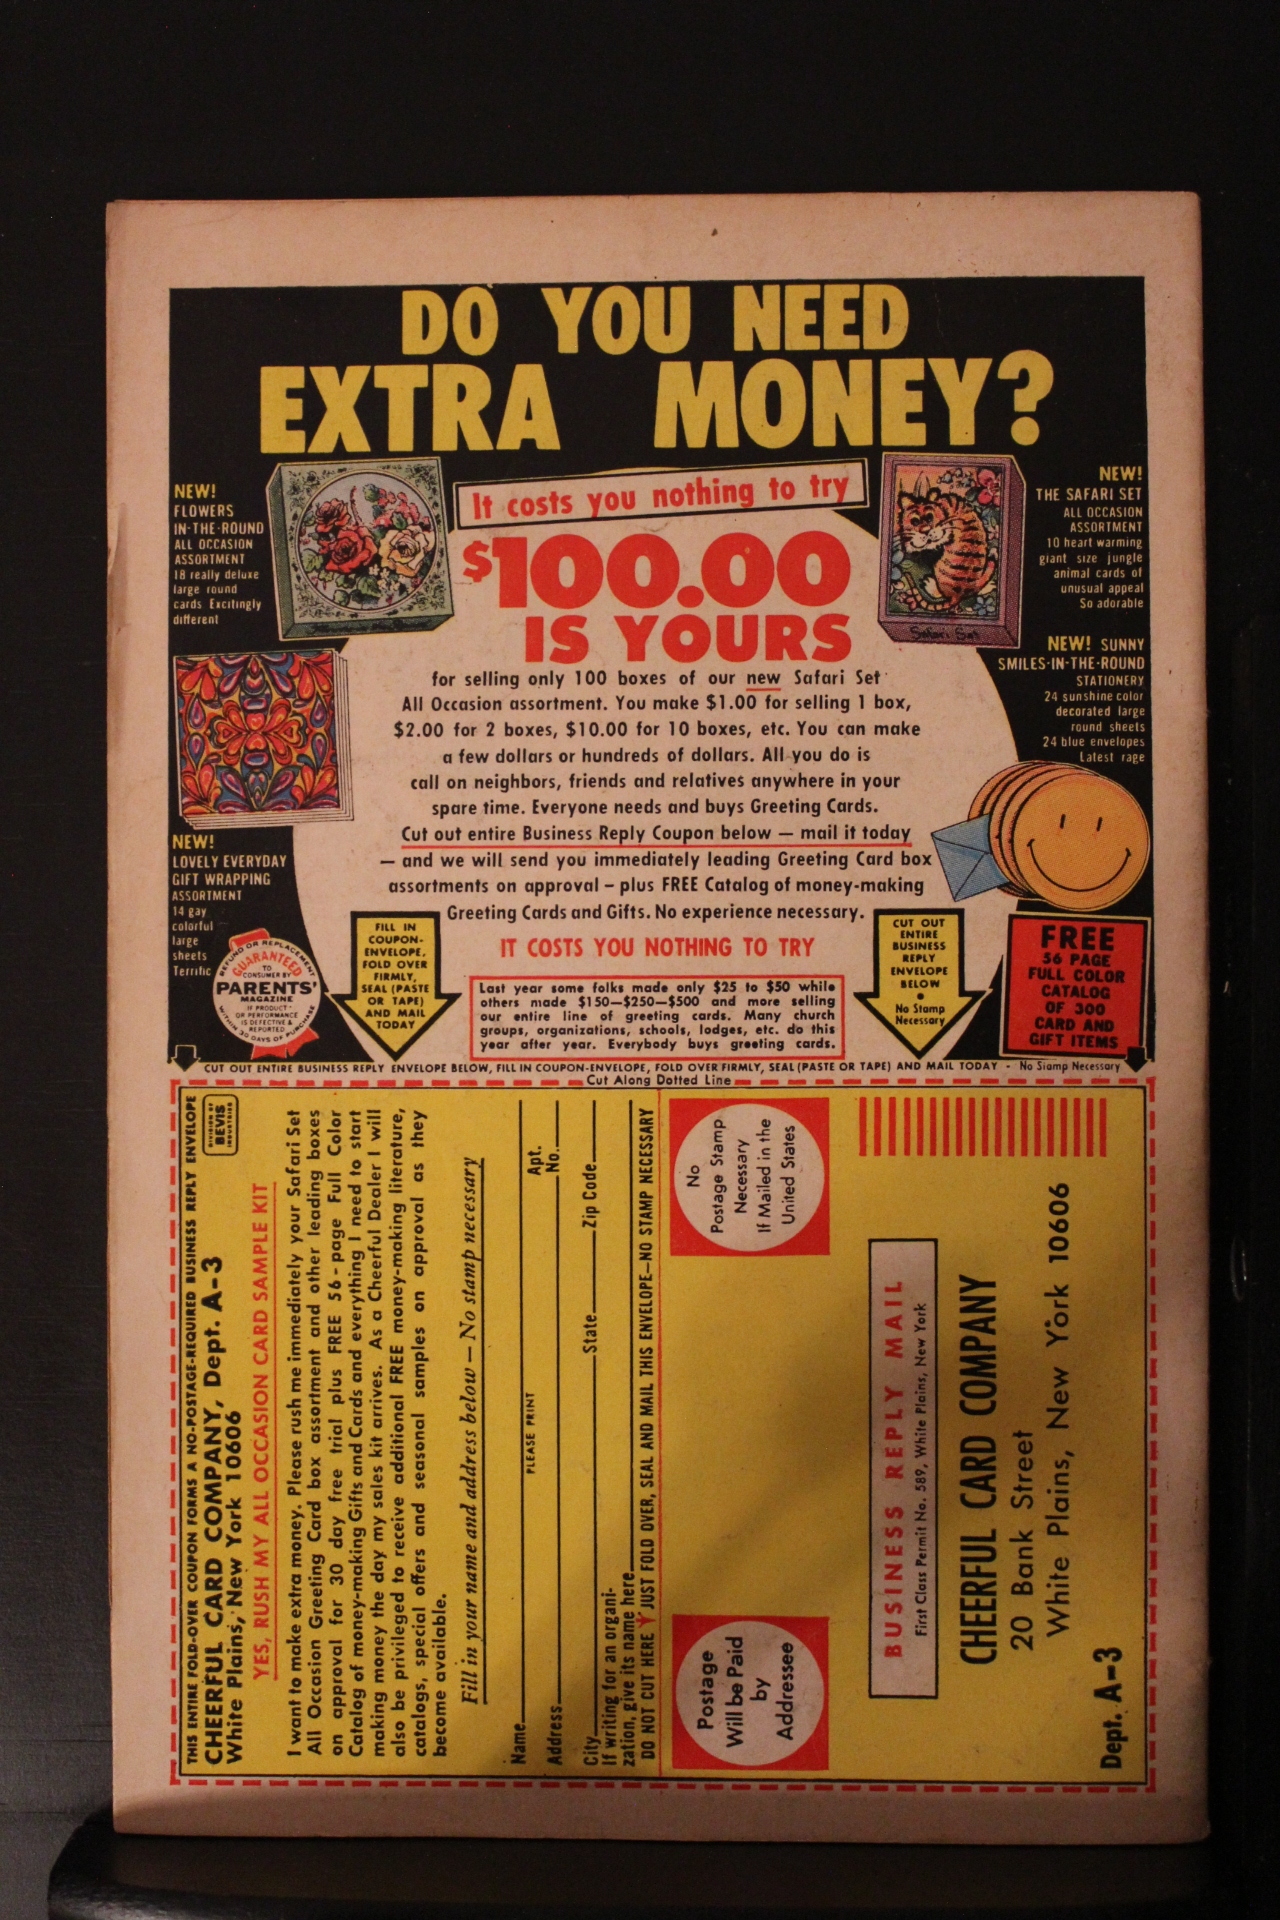 DO YOU NEED
EXTRA MONEY?
NEW!
FLOWERS
IN-THE-ROUND
ALL OCCASION
ASSORTMENT
18 really deluxe
large round
cards Excitingly
different
It costs you nothing to try
$100.00
IS YOURS
Safari Set
NEW!
THE SAFARI SET
ALL OCCASION
ASSORTMENT
10 heart warming
giant size jungle
animal cards of
unusual appeal
So adorable
for selling only 100 boxes of our new Safari Set
All Occasion assortment. You make $1.00 for selling 1 box,
$2.00 for 2 boxes, $10.00 for 10 boxes, etc. You can make
a few dollars or hundreds of dollars. All you do is
call on neighbors, friends and relatives anywhere in your
spare time. Everyone needs and buys Greeting Cards.
Cut out entire Business Reply Coupon below — mail it today
— and we will send you immediately leading Greeting Card box
assortments on approval – plus FREE Catalog of money-making
Greeting Cards and Gifts. No experience necessary.
NEW! SUNNY
SMILES-IN-THE-ROUND
STATIONERY
24 sunshine color
decorated large
round sheets
24 blue envelopes
Latest rage
NEW!
LOVELY EVERYDAY
GIFT WRAPPING
ASSORTMENT
14 gay
colorful
large
sheets
Terrific
REFUND OR REPLACEMENT
GUARANTEED
TO
CONSUMER BY
PARENTS'
MAGAZINE
IF PRODUCT
OR PERFORMANCE
IS DEFECTIVE &
REPORTED
WITHIN 30 DAYS OF PURCHASE
FILL IN
COUPON-
ENVELOPE,
FOLD OVER
FIRMLY,
SEAL (PASTE
OR TAPE)
AND MAIL
TODAY
IT COSTS YOU NOTHING TO TRY
Last year some folks made only $25 to $50 while
others made $150—$250—$500 and more selling
our entire line of greeting cards. Many church
groups, organizations, schools, lodges, etc. do this
year after year. Everybody buys greeting cards.
CUT OUT
ENTIRE
BUSINESS
REPLY
ENVELOPE
BELOW
•
No Stamp
Necessary
FREE
56 PAGE
FULL COLOR
CATALOG
OF 300
CARD AND
GIFT ITEMS
CUT OUT ENTIRE BUSINESS REPLY ENVELOPE BELOW, FILL IN COUPON-ENVELOPE, FOLD OVER FIRMLY, SEAL (PASTE OR TAPE) AND MAIL TODAY - No Stamp Necessary
Cut Along Dotted Line
THIS ENTIRE FOLD-OVER COUPON FORMS A NO-POSTAGE-REQUIRED BUSINESS REPLY ENVELOPE
CHEERFUL CARD COMPANY, Dept. A-3
White Plains, New York 10606
DIVISION OF
BEVIS
INDUSTRIES
YES, RUSH MY ALL OCCASION CARD SAMPLE KIT
I want to make extra money. Please rush me immediately your Safari Set
All Occasion Greeting Card box assortment and other leading boxes
on approval for 30 day free trial plus FREE 56-page Full Color
Catalog of money-making Gifts and Cards and everything I need to start
making money the day my sales kit arrives. As a Cheerful Dealer I will
also be privileged to receive additional FREE money-making literature,
catalogs, special offers and seasonal samples on approval as they
become available.
Fill in your name and address below — No stamp necessary
Name
PLEASE PRINT
Address Apt. No.
City State Zip Code
If writing for an organi-
zation, give its name here
DO NOT CUT HERE JUST FOLD OVER, SEAL AND MAIL THIS ENVELOPE—NO STAMP NECESSARY
Postage
Will be Paid
by
Addressee
No
Postage Stamp
Necessary
If Mailed in the
United States
BUSINESS REPLY MAIL
First Class Permit No. 589, White Plains, New York
CHEERFUL CARD COMPANY
20 Bank Street
White Plains, New York 10606
Dept. A-3